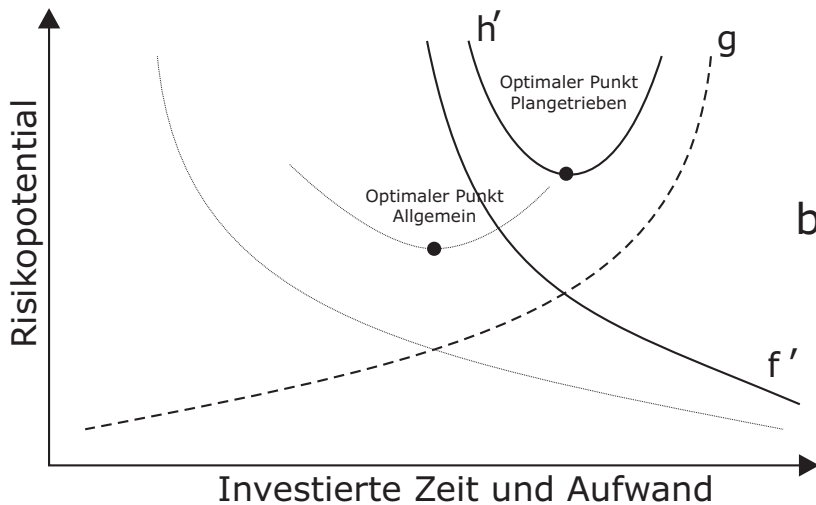 h′
g
Optimaler Punkt
Plangetrieben
Optimaler Punkt
Allgemein
b
f ′
Risikopotential
Investierte Zeit und Aufwand